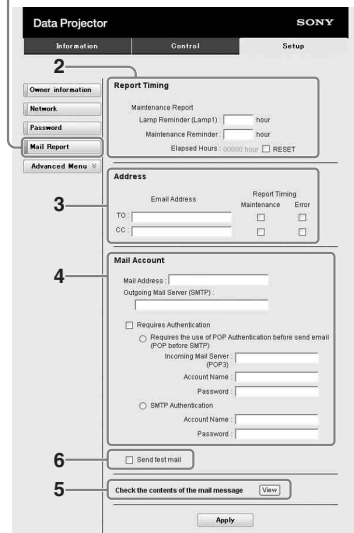 Data Projector SONY
Information Control Setup
2
Owner information
Network
Password
Mail Report
Advanced Menu
Report Timing
Maintenance Report
Lamp Reminder (Lamp1) : hour
Maintenance Reminder : hour
Elapsed Hours : 00000 hour RESET
3
Address
Email Address Report Timing
Maintenance Error
TO :
CC :
4
Mail Account
Mail Address :
Outgoing Mail Server (SMTP) :
Requires Authentication
Requires the use of POP Authentication before send email
(POP before SMTP)
Incoming Mail Server :
(POP3)
Account Name :
Password :
SMTP Authentication
Account Name :
Password :
6 Send test mail
5 Check the contents of the mail message View
Apply